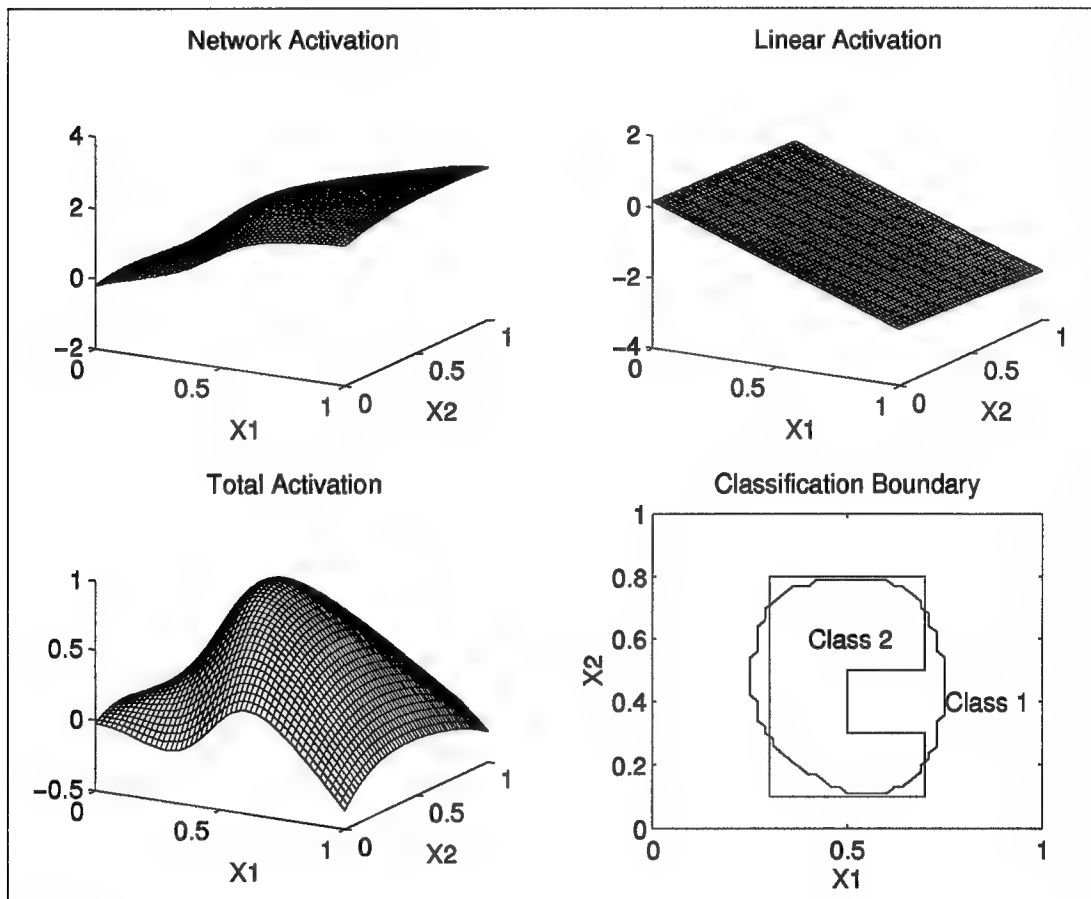 Network Activation
4
2
0
−2
0
0.5
1
X1
0
0.5
1
X2
Linear Activation
2
0
−2
−4
0
0.5
1
X1
0
0.5
1
X2
Total Activation
1
0.5
0
−0.5
0
0.5
1
X1
0
0.5
1
X2
Classification Boundary
1
0.8
0.6
0.4
0.2
0
X2
Class 2
Class 1
0
0.5
1
X1